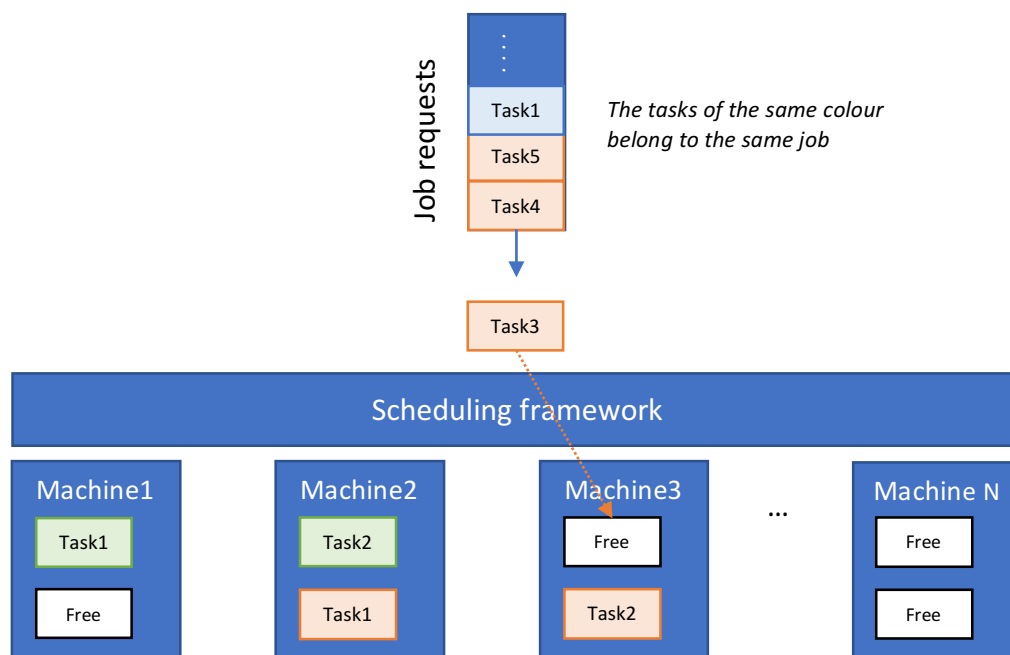 Job requests
....
Task1
Task5
Task4
The tasks of the same colour
belong to the same job
Task3
Scheduling framework
Machine1
Task1
Free
Machine2
Task2
Task1
Machine3
Free
Task2
...
Machine N
Free
Free